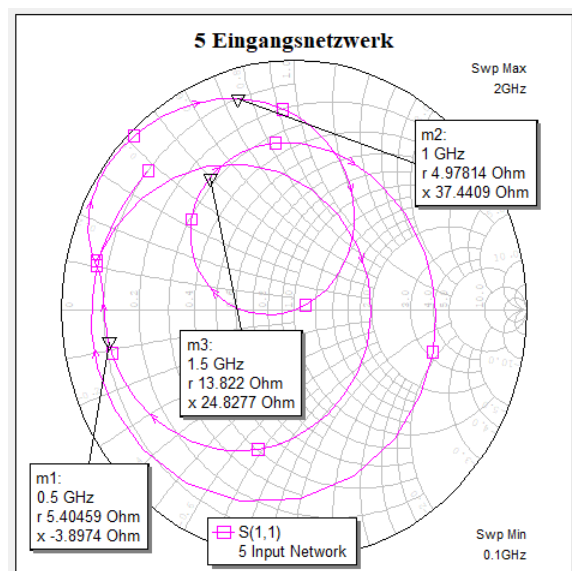 5 Eingangsnetzwerk
Swp Max
2GHz
m2:
1 GHz
r 4.97814 Ohm
x 37.4409 Ohm
m3:
1.5 GHz
r 13.822 Ohm
x 24.8277 Ohm
m1:
0.5 GHz
r 5.40459 Ohm
x -3.8974 Ohm
S(1,1)
5 Input Network
Swp Min
0.1GHz